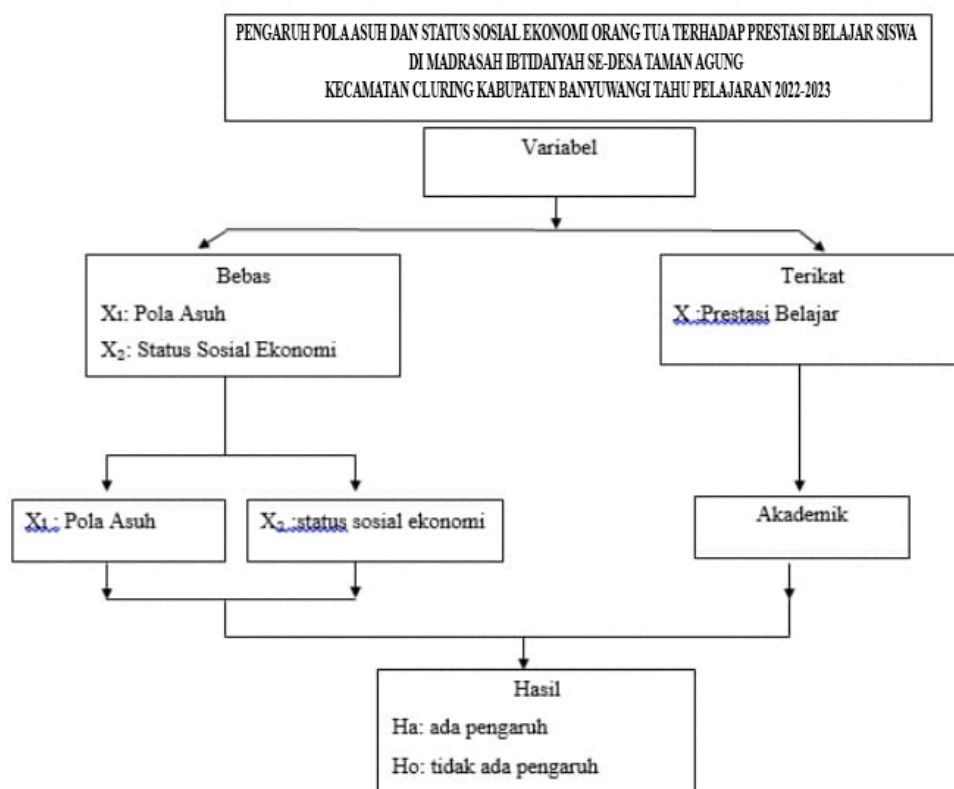 PENGARUH POLA ASUH DAN STATUS SOSIAL EKONOMI ORANG TUA TERHADAP PRESTASI BELAJAR SISWA
DI MADRASAH IBTIDAIYAH SE-DESA TAMAN AGUNG
KECAMATAN CLURING KABUPATEN BANYUWANGI TAHU PELAJARAN 2022-2023
Variabel
Bebas
X1: Pola Asuh
X2: Status Sosial Ekonomi
Terikat
X :Prestasi Belajar
X1 : Pola Asuh
X2 :status sosial ekonomi
Akademik
Hasil
Ha: ada pengaruh
Ho: tidak ada pengaruh